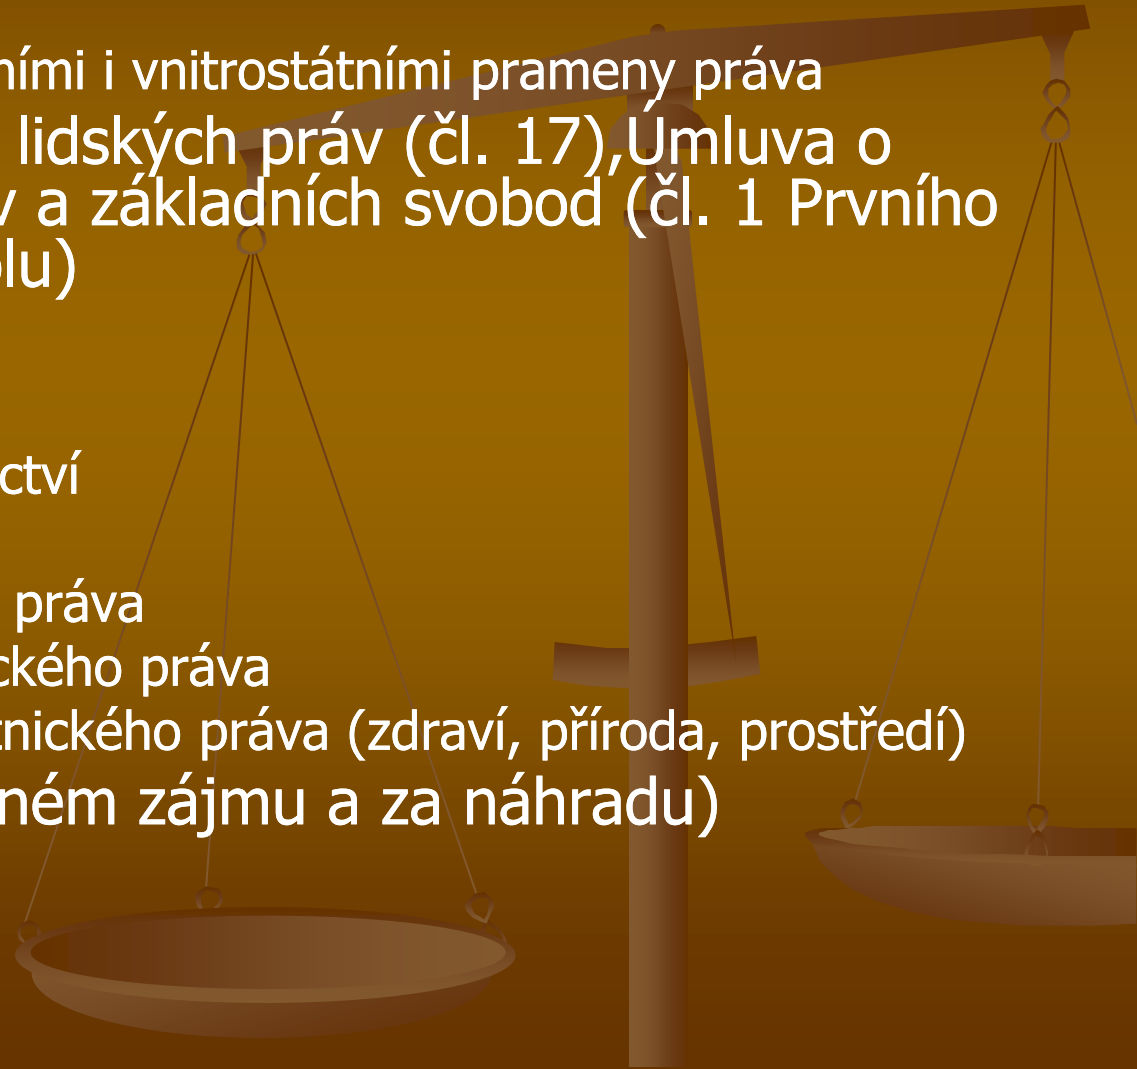 ními i vnitrostátními prameny práva
lidských práv (čl. 17),Úmluva o
v a základních svobod (čl. 1 Prvního
olu)
ctví
práva
ckého práva
tnického práva (zdraví, příroda, prostředí)
ném zájmu a za náhradu)